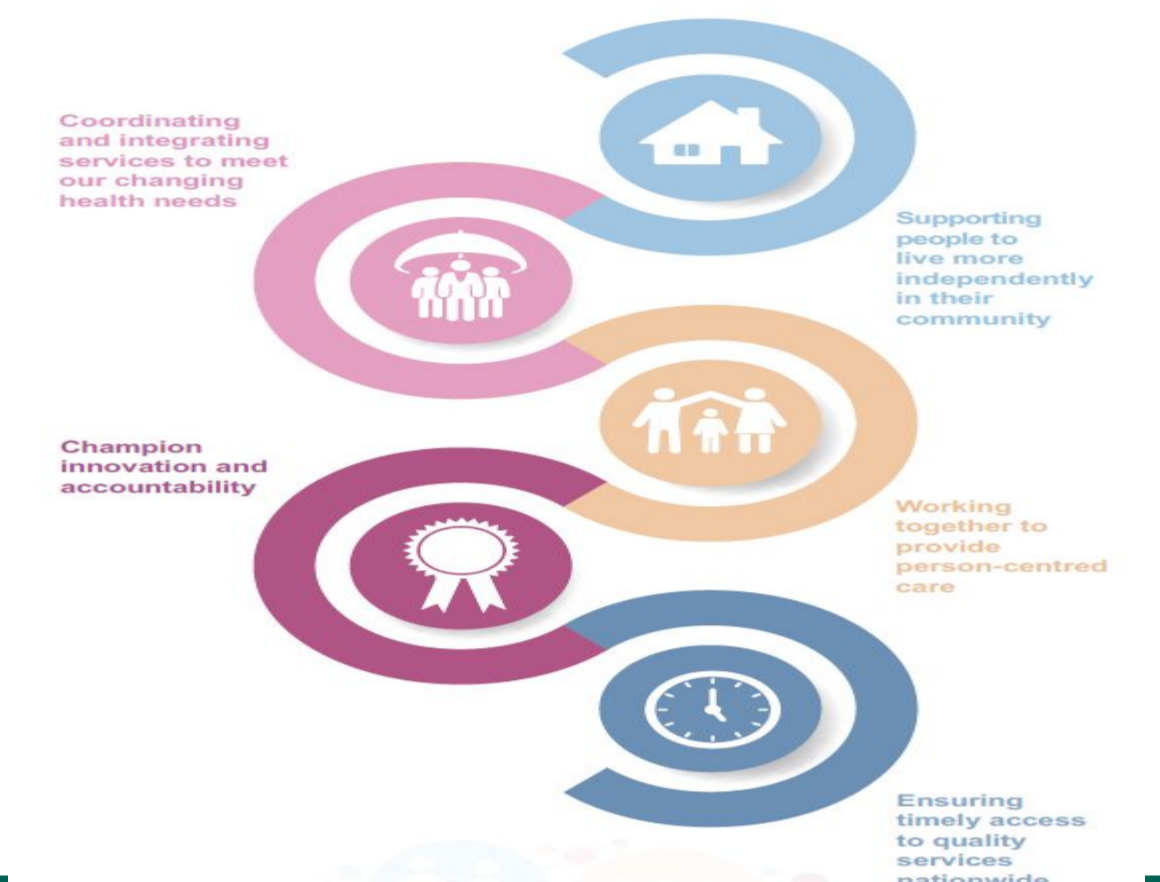 Coordinating
and integrating
services to meet
our changing
health needs
Supporting
people to
live more
independently
in their
community
Champion
innovation and
accountability
Working
together to
provide
person-centred
care
Ensuring
timely access
to quality
services
nationwide